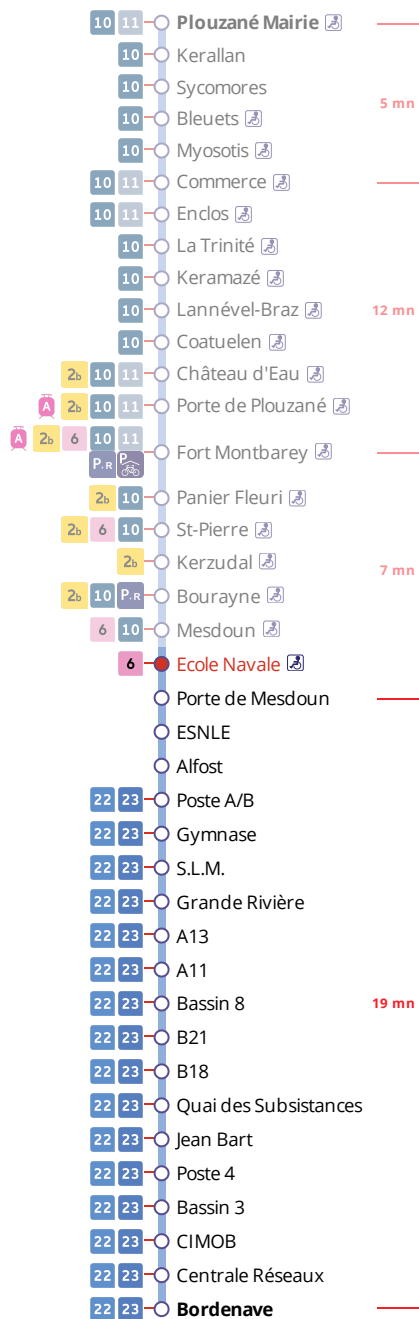 10 11 Plouzané Mairie
10 Kerallan
10 Sycomores
5 mn
10 Bleuets
10 Myosotis
10 11 Commerce
10 11 Enclos
10 La Trinité
10 Keramazé
10 Lannével-Braz 12 mn
10 Coatuelen
2b 10 11 Château d'Eau
A 2b 10 11 Porte de Plouzané
A 2b 6 10 11
Fort Montbarey
P+R P
2b 10 Panier Fleuri
2b 6 10 St-Pierre
2b Kerzudal 7 mn
2b 10 P+R Bourayne
6 10 Mesdoun
6 Ecole Navale
Porte de Mesdoun
ESNLE
Alfost
22 23 Poste A/B
22 23 Gymnase
22 23 S.L.M.
22 23 Grande Rivière
22 23 A13
22 23 A11
22 23 Bassin 8 19 mn
22 23 B21
22 23 B18
22 23 Quai des Subsistances
22 23 Jean Bart
22 23 Poste 4
22 23 Bassin 3
22 23 CIMOB
22 23 Centrale Réseaux
22 23 Bordenave